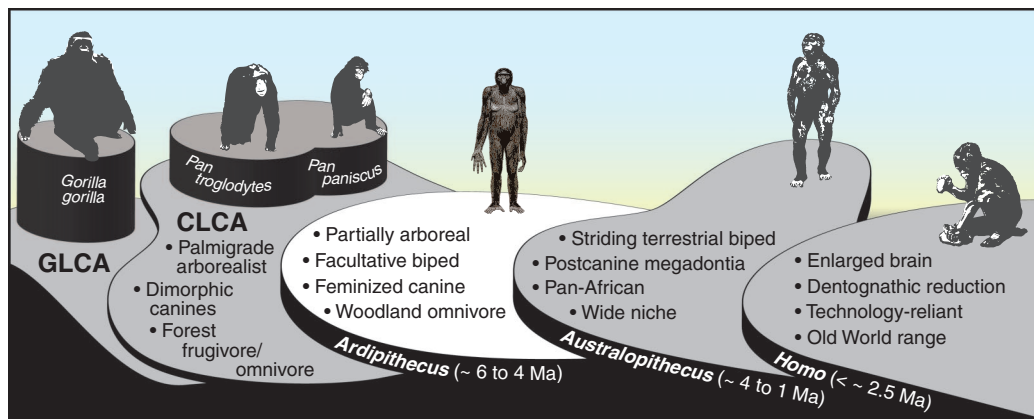 Gorilla
gorilla
GLCA
Pan
troglodytes
Pan
paniscus
CLCA
• Palmigrade
arborealist
• Dimorphic
canines
• Forest
frugivore/
omnivore
• Partially arboreal
• Facultative biped
• Feminized canine
• Woodland omnivore
Ardipithecus (~ 6 to 4 Ma)
• Striding terrestrial biped
• Postcanine megadontia
• Pan-African
• Wide niche
Australopithecus (~ 4 to 1 Ma)
• Enlarged brain
• Dentognathic reduction
• Technology-reliant
• Old World range
Homo (< ~ 2.5 Ma)